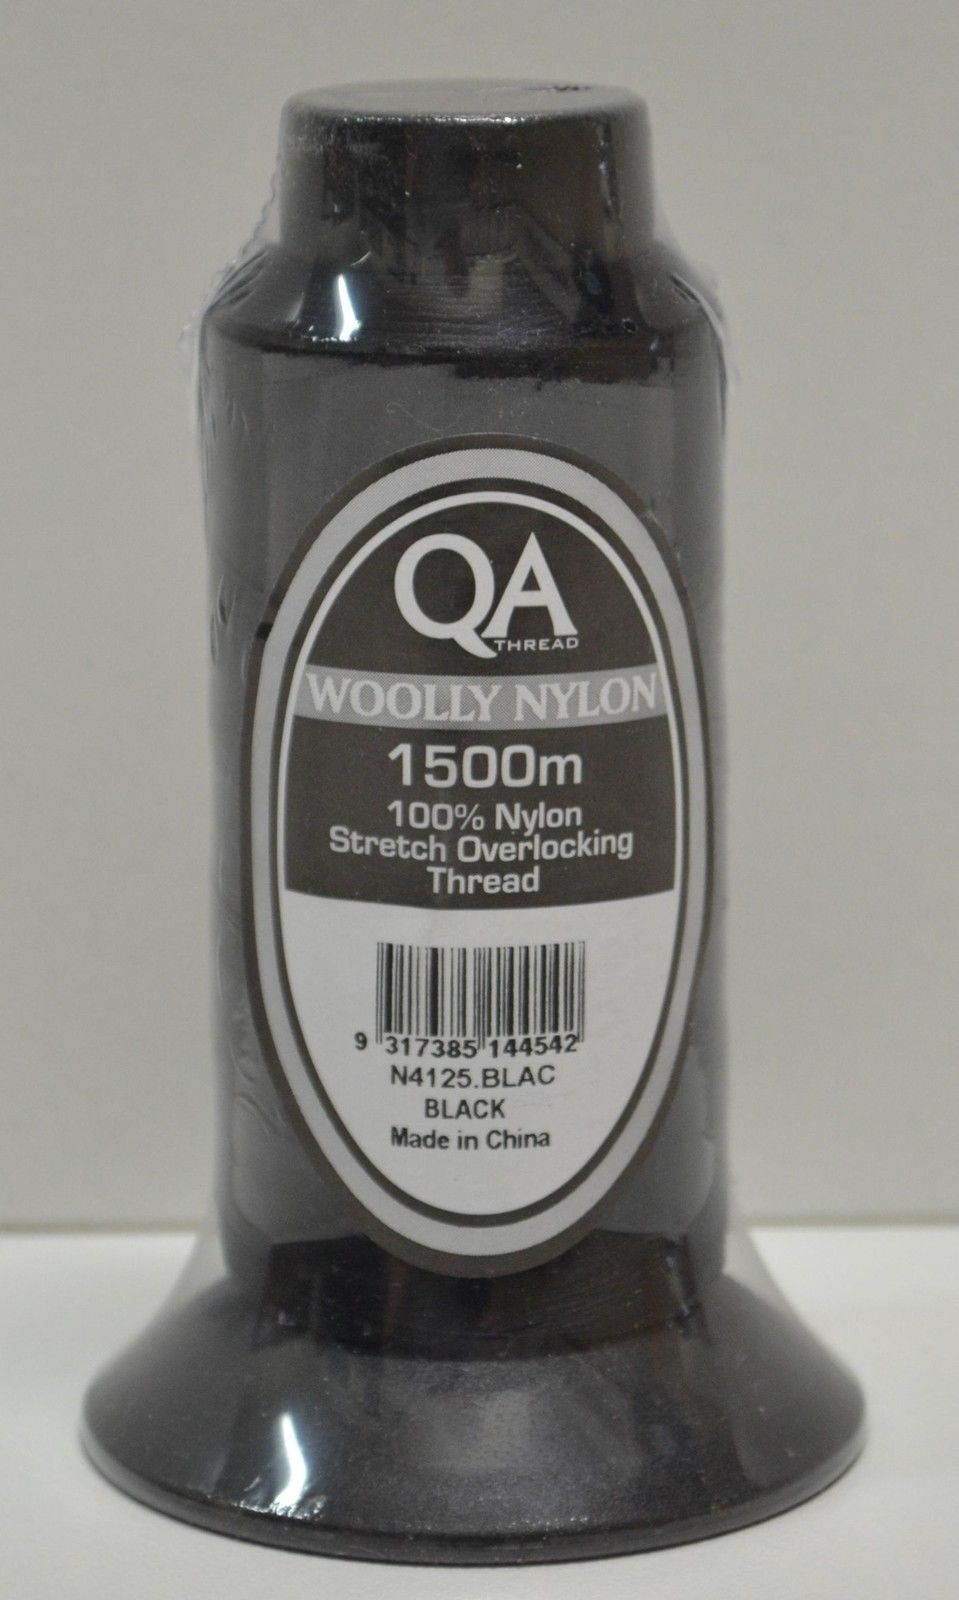 QA
THREAD
WOOLLY NYLON
1500m
100% Nylon
Stretch Overlocking
Thread
9 317385 144542
N4125.BLAC
BLACK
Made in China